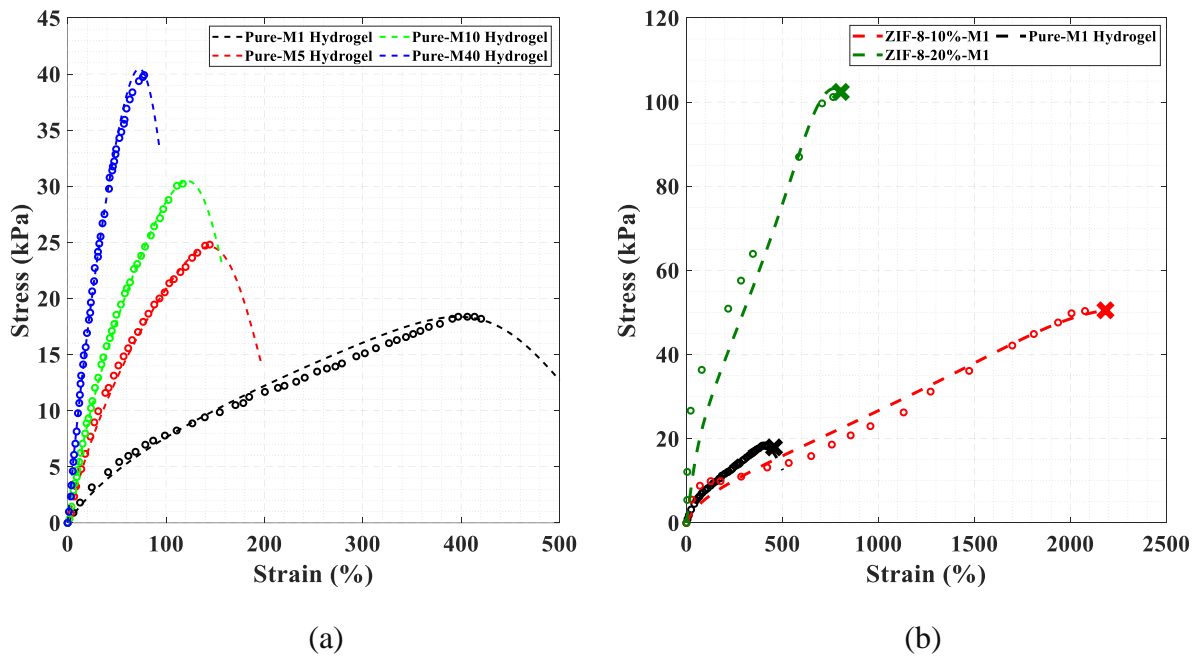 45
40
35
30
25
20
15
10
5
0
Stress (kPa)
Pure-M1 Hydrogel Pure-M10 Hydrogel
Pure-M5 Hydrogel Pure-M40 Hydrogel
0 100 200 300 400 500
Strain (%)
(a)
120
100
80
60
40
20
0
Stress (kPa)
ZIF-8-10%-M1 Pure-M1 Hydrogel
ZIF-8-20%-M1
0 500 1000 1500 2000 2500
Strain (%)
(b)